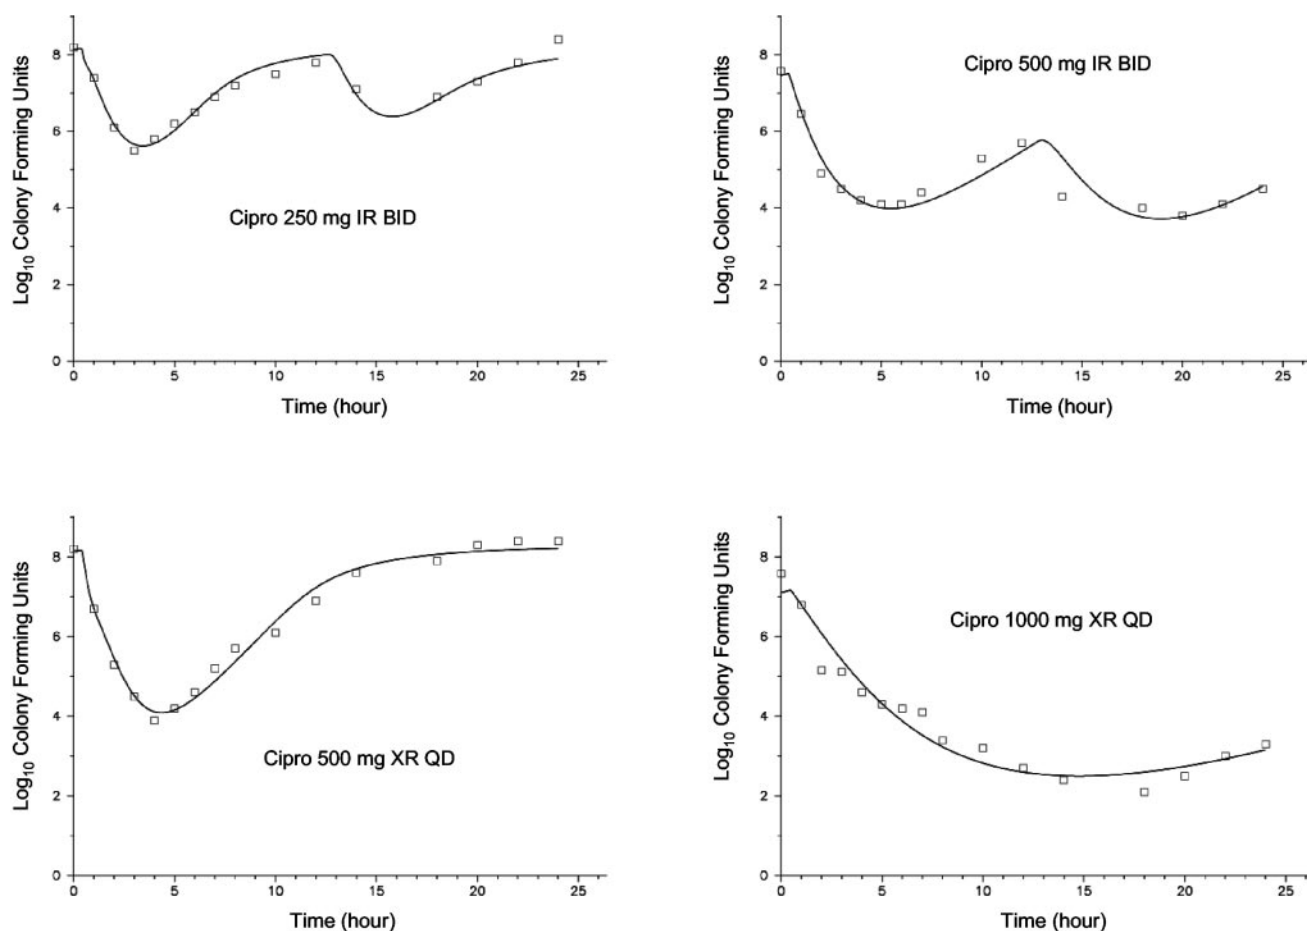 Log10 Colony Forming Units
8
6
4
2
0
Cipro 250 mg IR BID
0 5 10 15 20 25
Time (hour)
Log10 Colony Forming Units
8
6
4
2
0
Cipro 500 mg IR BID
0 5 10 15 20 25
Time (hour)
Log10 Colony Forming Units
8
6
4
2
0
Cipro 500 mg XR QD
0 5 10 15 20 25
Time (hour)
Log10 Colony Forming Units
8
6
4
2
0
Cipro 1000 mg XR QD
0 5 10 15 20 25
Time (hour)